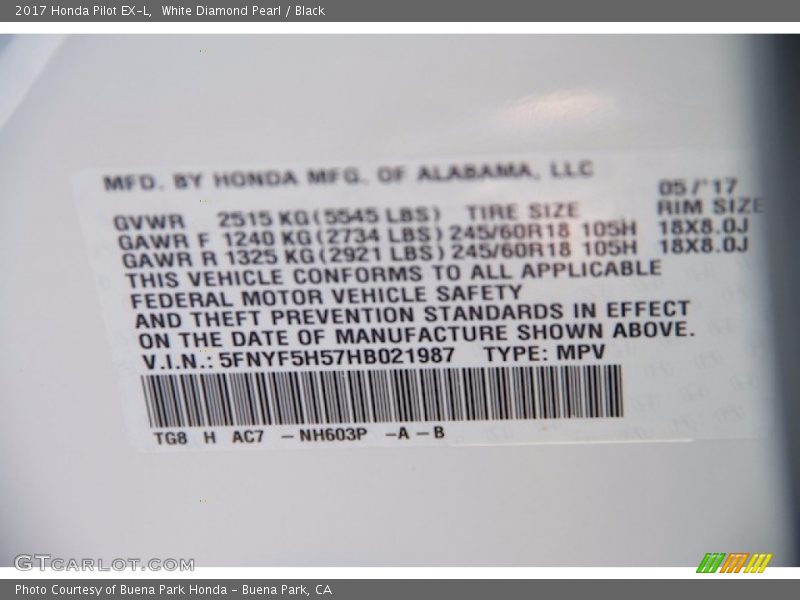 2017 Honda Pilot EX-L,  White Diamond Pearl / Black
MFD. BY HONDA MFG. OF ALABAMA, LLC
05/'17
GVWR 2515 KG(5545 LBS) TIRE SIZE RIM SIZE
GAWR F 1240 KG(2734 LBS) 245/60R18 105H 18X8.0J
GAWR R 1325 KG(2921 LBS) 245/60R18 105H 18X8.0J
THIS VEHICLE CONFORMS TO ALL APPLICABLE
FEDERAL MOTOR VEHICLE SAFETY
AND THEFT PREVENTION STANDARDS IN EFFECT
ON THE DATE OF MANUFACTURE SHOWN ABOVE.
V.I.N.: 5FNYF5H57HB021987 TYPE: MPV
TG8 H AC7 -NH603P -A-B
GTCARLOT.COM
Photo Courtesy of Buena Park Honda - Buena Park, CA